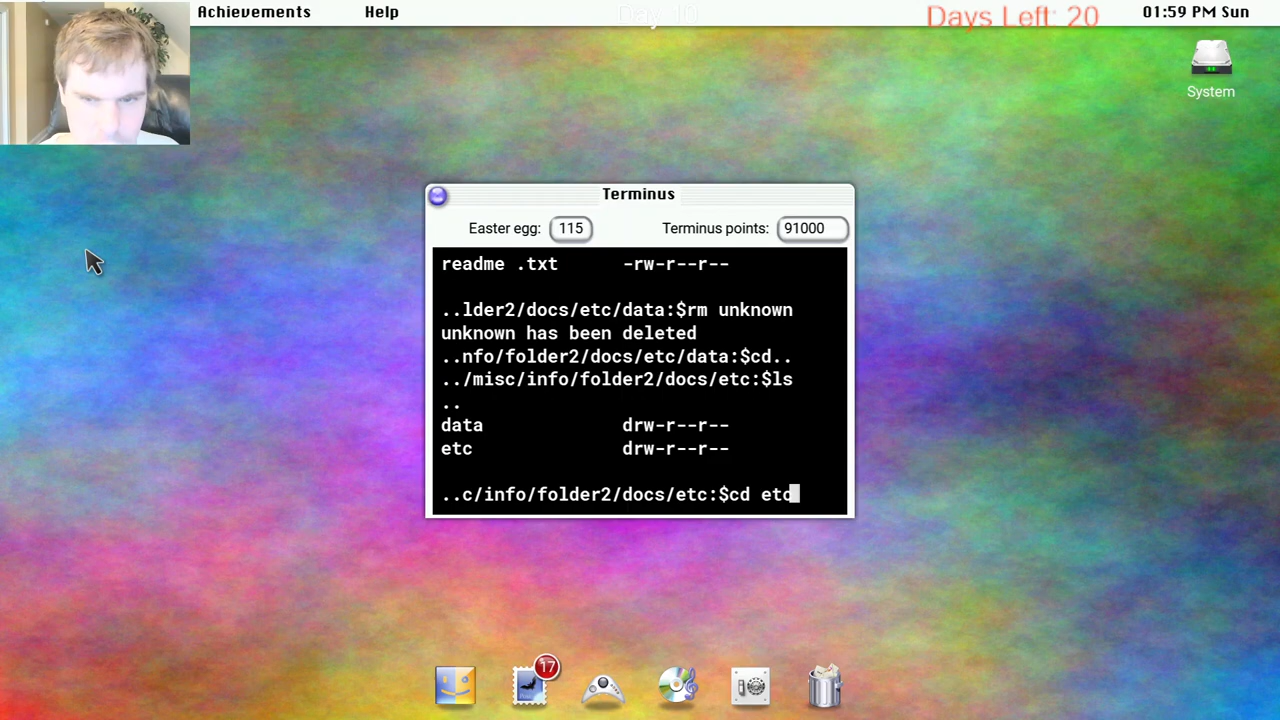 Achievements Help Day 10 Days Left: 20 01:59 PM Sun
System
Terminus
Easter egg: 115 Terminus points: 91000
readme .txt -rw-r--r--
..lder2/docs/etc/data:$rm unknown
unknown has been deleted
..nfo/folder2/docs/etc/data:$cd..
../misc/info/folder2/docs/etc:$ls
..
data drw-r--r--
etc drw-r--r--
..c/info/folder2/docs/etc:$cd etc
17